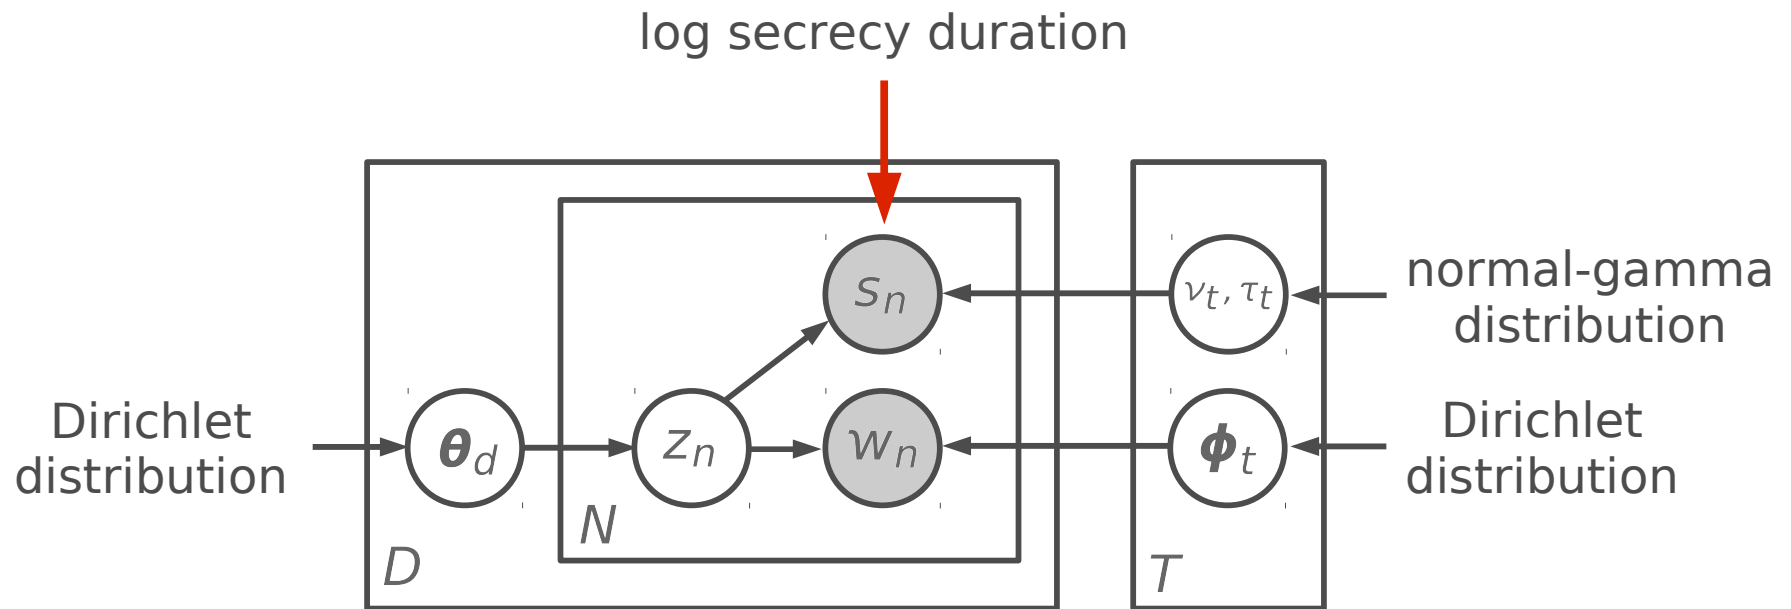 log secrecy duration
s_n
ν_t, τ_t
normal-gamma
distribution
Dirichlet
distribution
θ_d
z_n
w_n
ϕ_t
Dirichlet
distribution
N
D
T